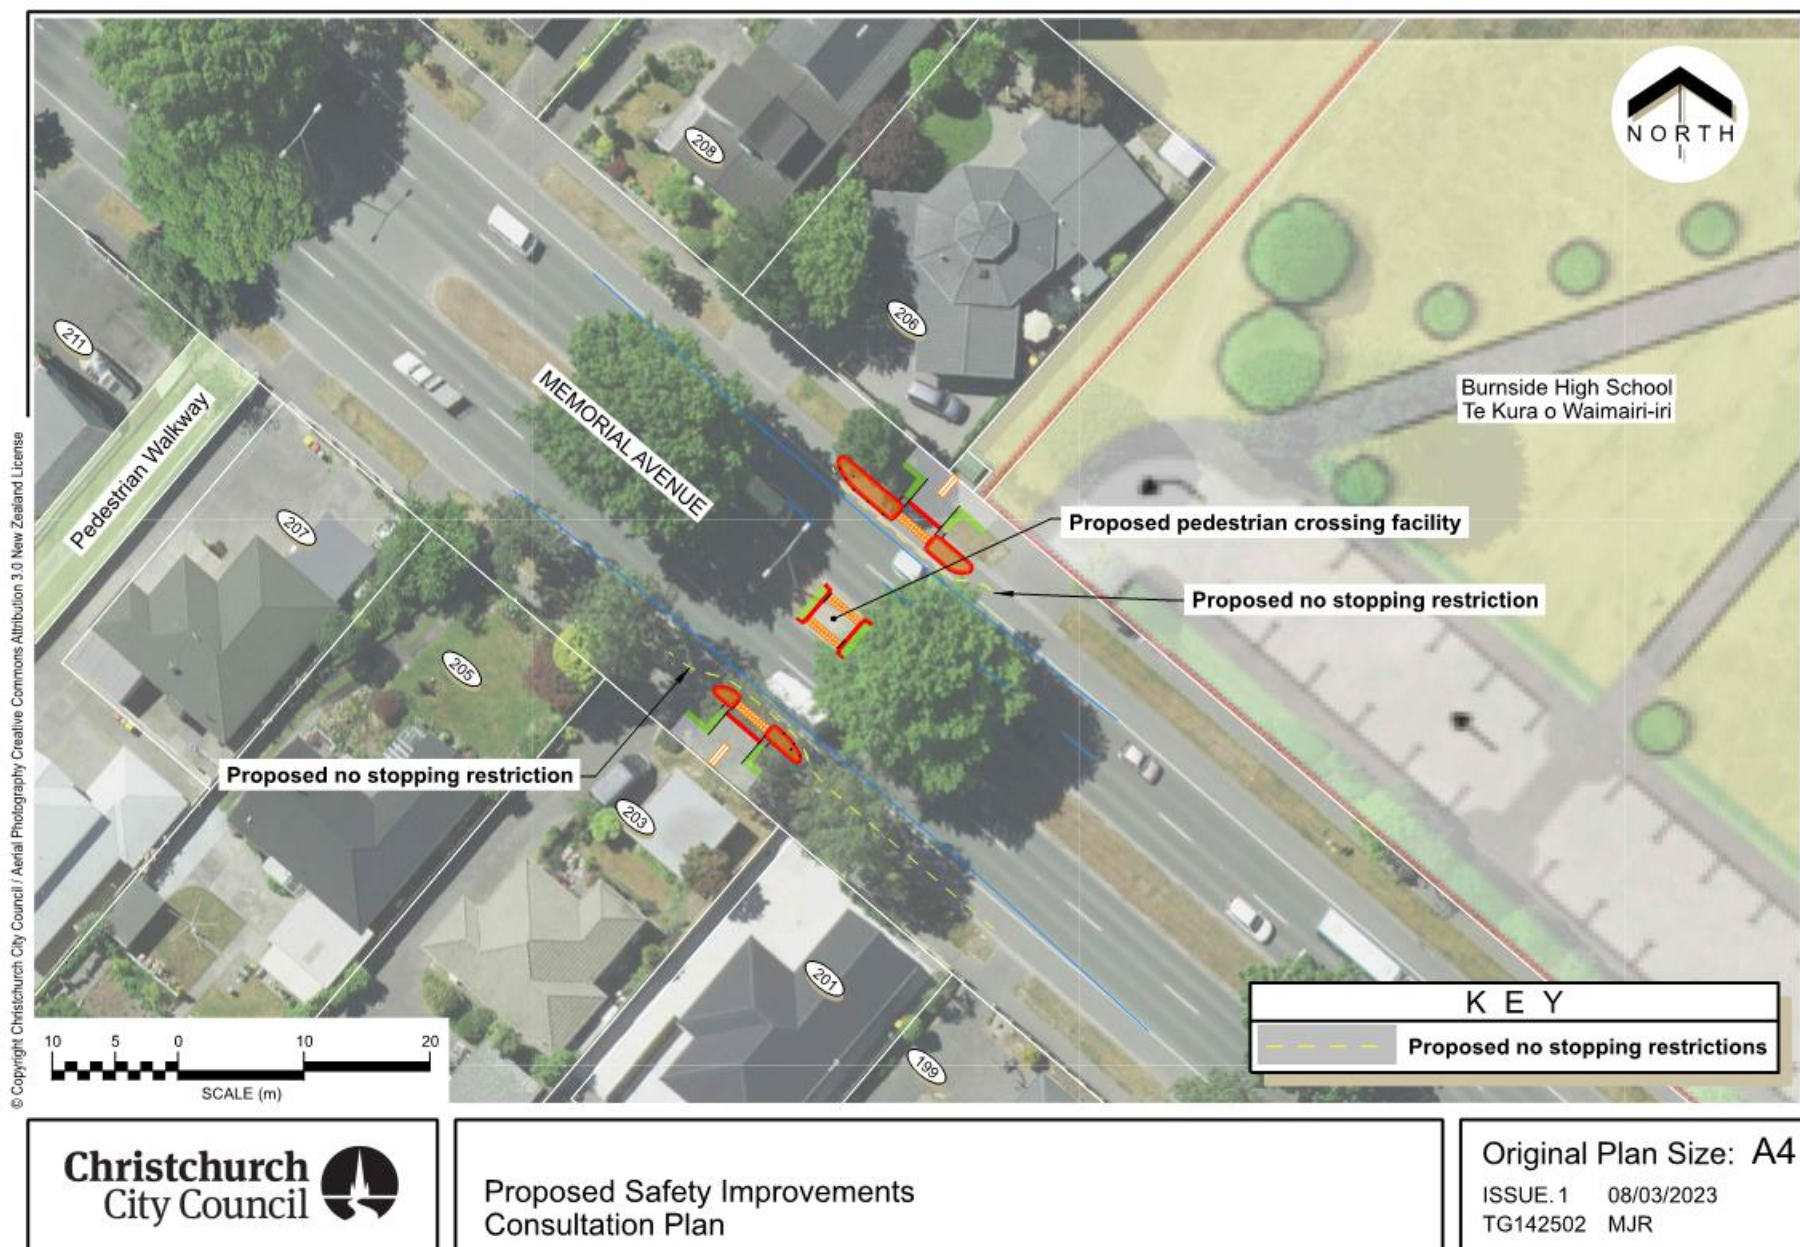 NORTH
208
206
211
MEMORIAL AVENUE
Pedestrian Walkway
Burnside High School
Te Kura o Waimairi-iri
207
Proposed pedestrian crossing facility
Proposed no stopping restriction
205
Proposed no stopping restriction
203
201
199
10 5 0 10 20
SCALE (m)
KEY
Proposed no stopping restrictions
© Copyright Christchurch City Council / Aerial Photography Creative Commons Attribution 3.0 New Zealand License
Christchurch
City Council
Proposed Safety Improvements
Consultation Plan
Original Plan Size: A4
ISSUE.1 08/03/2023
TG142502 MJR